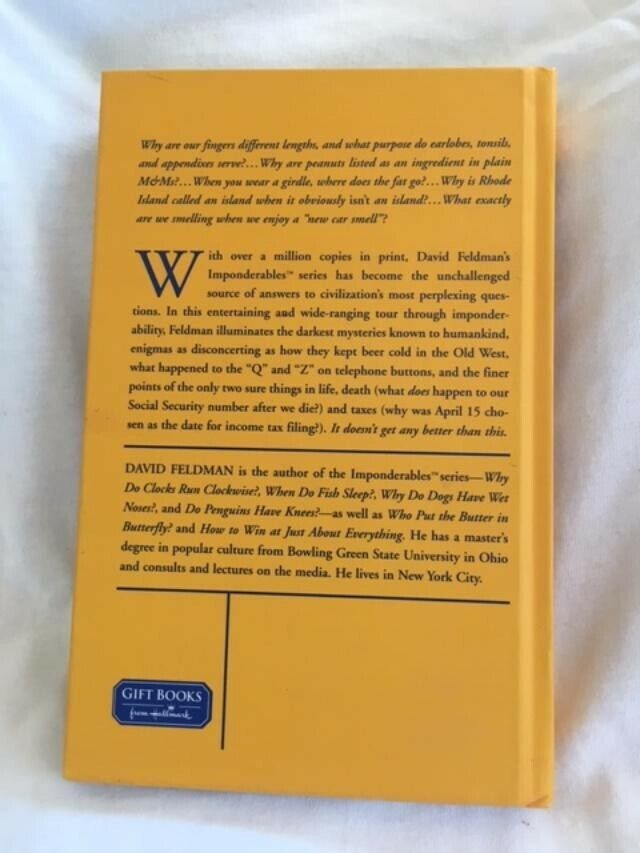 Why are our fingers different lengths, and what purpose do earlobes, tonsils,
and appendixes serve?...Why are peanuts listed as an ingredient in plain
M&Ms?...When you wear a girdle, where does the fat go?...Why is Rhode
Island called an island when it obviously isn't an island?...What exactly
are we smelling when we enjoy a "new car smell"?
With over a million copies in print, David Feldman's
Imponderables™ series has become the unchallenged
source of answers to civilization's most perplexing ques-
tions. In this entertaining and wide-ranging tour through imponder-
ability, Feldman illuminates the darkest mysteries known to humankind,
enigmas as disconcerting as how they kept beer cold in the Old West,
what happened to the "Q" and "Z" on telephone buttons, and the finer
points of the only two sure things in life, death (what does happen to our
Social Security number after we die?) and taxes (why was April 15 cho-
sen as the date for income tax filing?). It doesn't get any better than this.
DAVID FELDMAN is the author of the Imponderables™ series—Why
Do Clocks Run Clockwise?, When Do Fish Sleep?, Why Do Dogs Have Wet
Noses?, and Do Penguins Have Knees?—as well as Who Put the Butter in
Butterfly? and How to Win at Just About Everything. He has a master's
degree in popular culture from Bowling Green State University in Ohio
and consults and lectures on the media. He lives in New York City.
GIFT BOOKS
from Hallmark